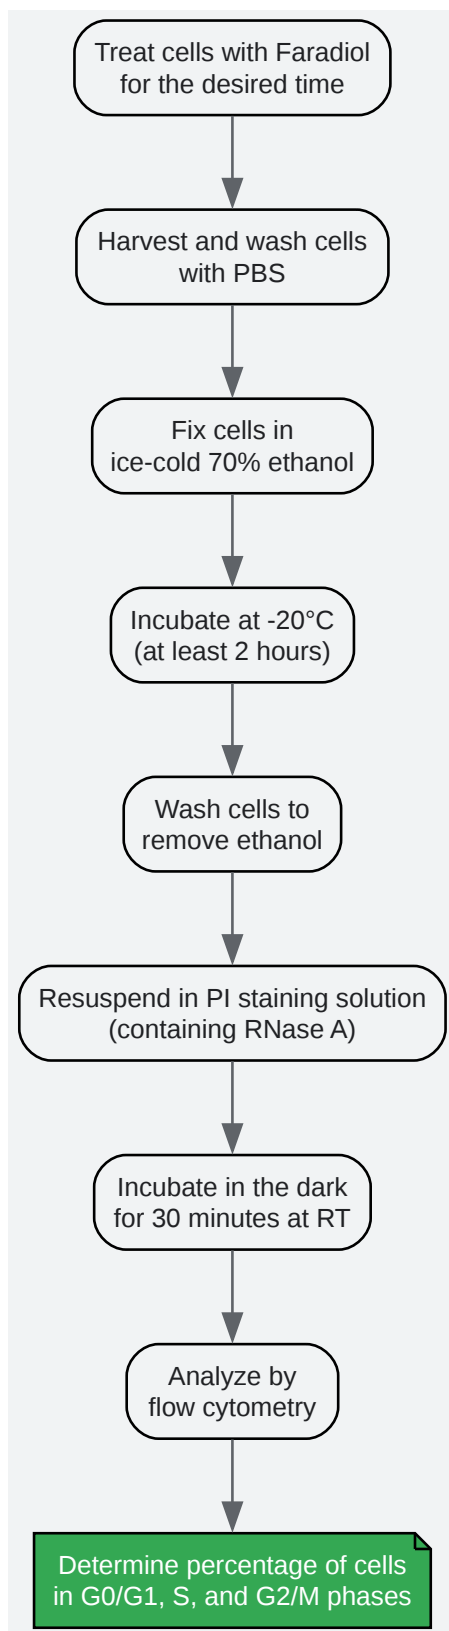 Treat cells with Faradiol
for the desired time
Harvest and wash cells
with PBS
Fix cells in
ice-cold 70% ethanol
Incubate at -20°C
(at least 2 hours)
Wash cells to
remove ethanol
Resuspend in PI staining solution
(containing RNase A)
Incubate in the dark
for 30 minutes at RT
Analyze by
flow cytometry
Determine percentage of cells
in G0/G1, S, and G2/M phases